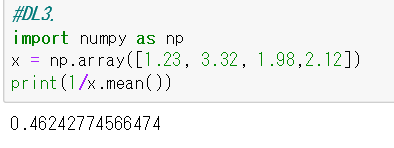 #DL3.
import numpy as np
x = np.array([1.23, 3.32, 1.98,2.12])
print(1/x.mean())
0.46242774566474